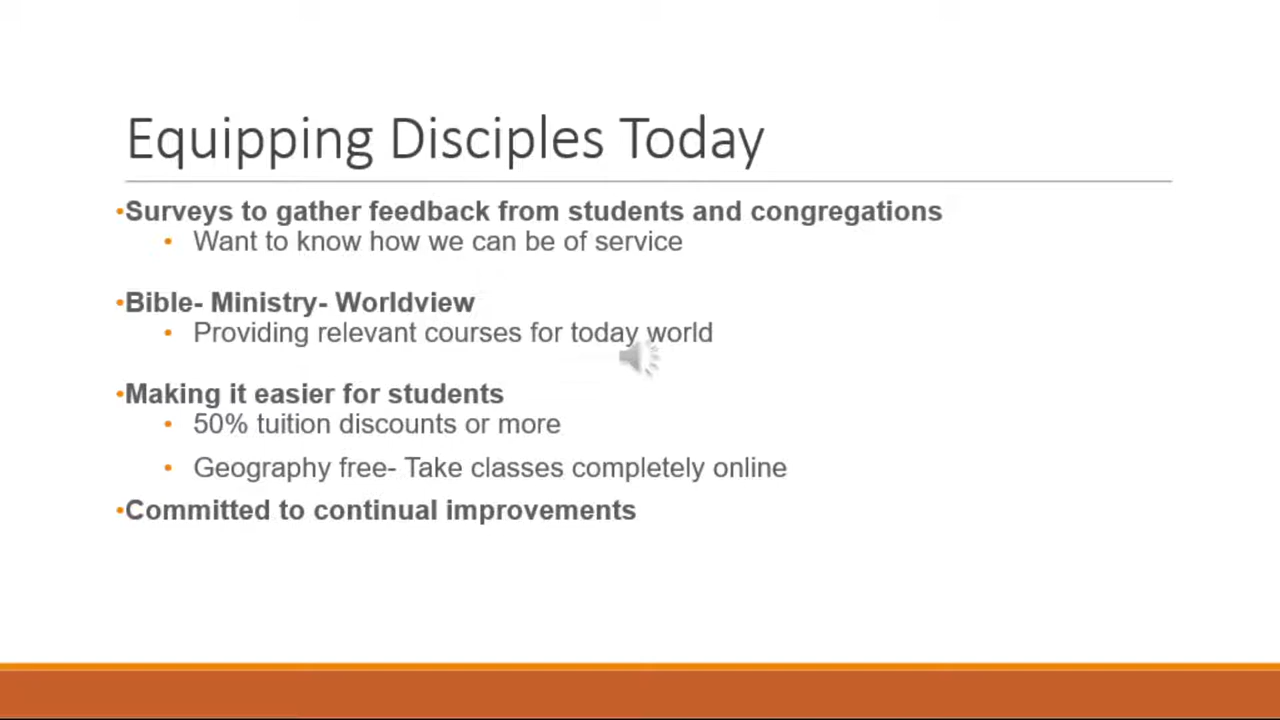 Equipping Disciples Today
•Surveys to gather feedback from students and congregations
• Want to know how we can be of service
•Bible- Ministry- Worldview
• Providing relevant courses for today world
•Making it easier for students
• 50% tuition discounts or more
• Geography free- Take classes completely online
•Committed to continual improvements